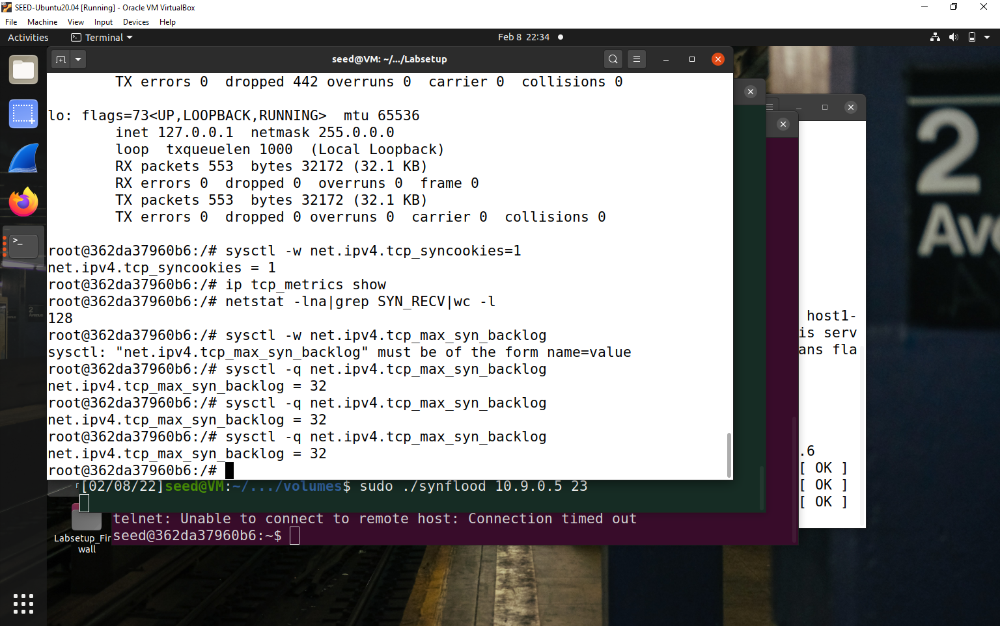 SEED-Ubuntu20.04 [Running] - Oracle VM VirtualBox
File Machine View Input Devices Help
Activities Terminal Feb 8 22:34
seed@VM: ~/.../Labsetup
TX errors 0 dropped 442 overruns 0 carrier 0 collisions 0
lo: flags=73<UP,LOOPBACK,RUNNING> mtu 65536
inet 127.0.0.1 netmask 255.0.0.0
loop txqueuelen 1000 (Local Loopback)
RX packets 553 bytes 32172 (32.1 KB)
RX errors 0 dropped 0 overruns 0 frame 0
TX packets 553 bytes 32172 (32.1 KB)
TX errors 0 dropped 0 overruns 0 carrier 0 collisions 0
root@362da37960b6:/# sysctl -w net.ipv4.tcp_syncookies=1
net.ipv4.tcp_syncookies = 1
root@362da37960b6:/# ip tcp_metrics show
root@362da37960b6:/# netstat -lna|grep SYN_RECV|wc -l
128
root@362da37960b6:/# sysctl -w net.ipv4.tcp_max_syn_backlog
sysctl: "net.ipv4.tcp_max_syn_backlog" must be of the form name=value
root@362da37960b6:/# sysctl -q net.ipv4.tcp_max_syn_backlog
net.ipv4.tcp_max_syn_backlog = 32
root@362da37960b6:/# sysctl -q net.ipv4.tcp_max_syn_backlog
net.ipv4.tcp_max_syn_backlog = 32
root@362da37960b6:/# sysctl -q net.ipv4.tcp_max_syn_backlog
net.ipv4.tcp_max_syn_backlog = 32
root@362da37960b6:/#
[02/08/22]seed@VM:~/.../volumes$ sudo ./synflood 10.9.0.5 23
telnet: Unable to connect to remote host: Connection timed out
seed@362da37960b6:~$
host1-
is serv
ans fla
.6
[ OK ]
[ OK ]
[ OK ]
Labsetup_Fir
wall
2
Ave